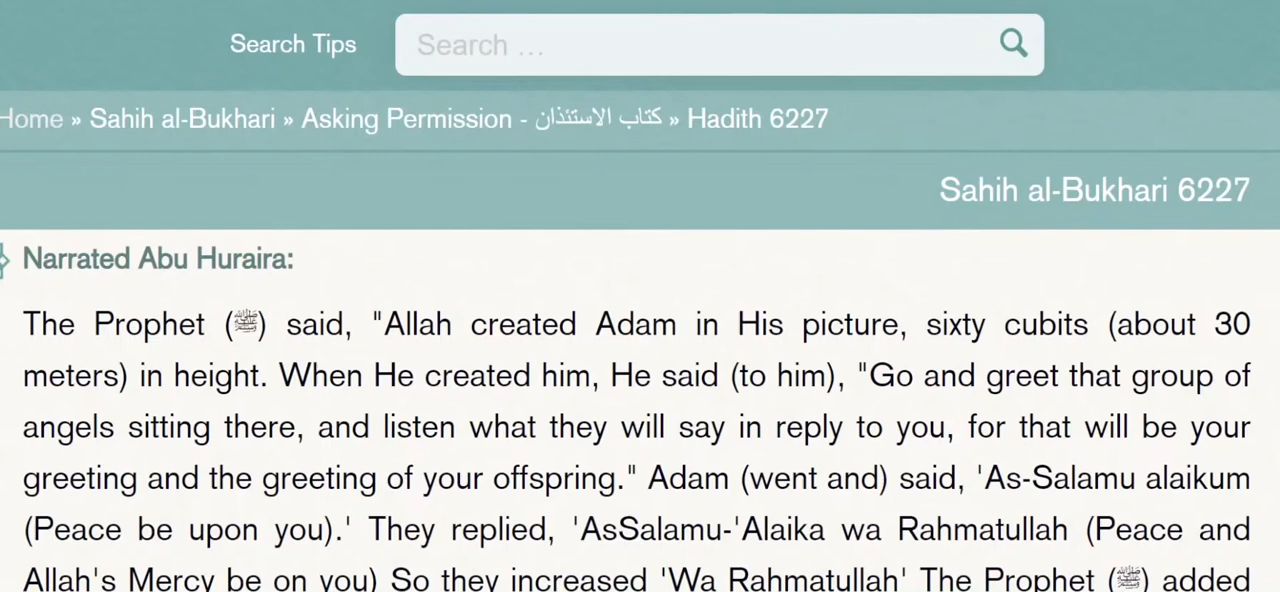 Search Tips
Search ...
Home » Sahih al-Bukhari » Asking Permission - كتاب الاستئذان » Hadith 6227
Sahih al-Bukhari 6227
Narrated Abu Huraira:
The Prophet (ﷺ) said, "Allah created Adam in His picture, sixty cubits (about 30
meters) in height. When He created him, He said (to him), "Go and greet that group of
angels sitting there, and listen what they will say in reply to you, for that will be your
greeting and the greeting of your offspring." Adam (went and) said, 'As-Salamu alaikum
(Peace be upon you).' They replied, 'AsSalamu-'Alaika wa Rahmatullah (Peace and
Allah's Mercy be on you) So they increased 'Wa Rahmatullah' The Prophet (ﷺ) added